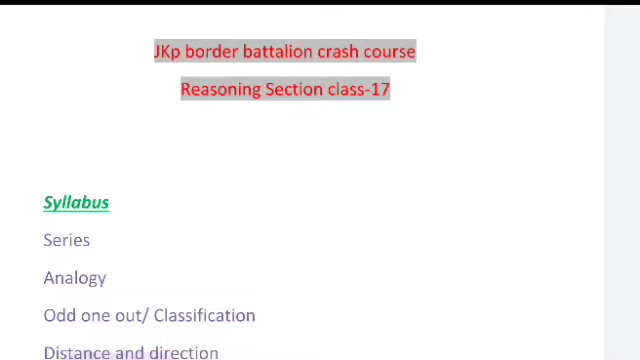 JKp border battalion crash course
Reasoning Section class-17
Syllabus
Series
Analogy
Odd one out/ Classification
Distance and direction